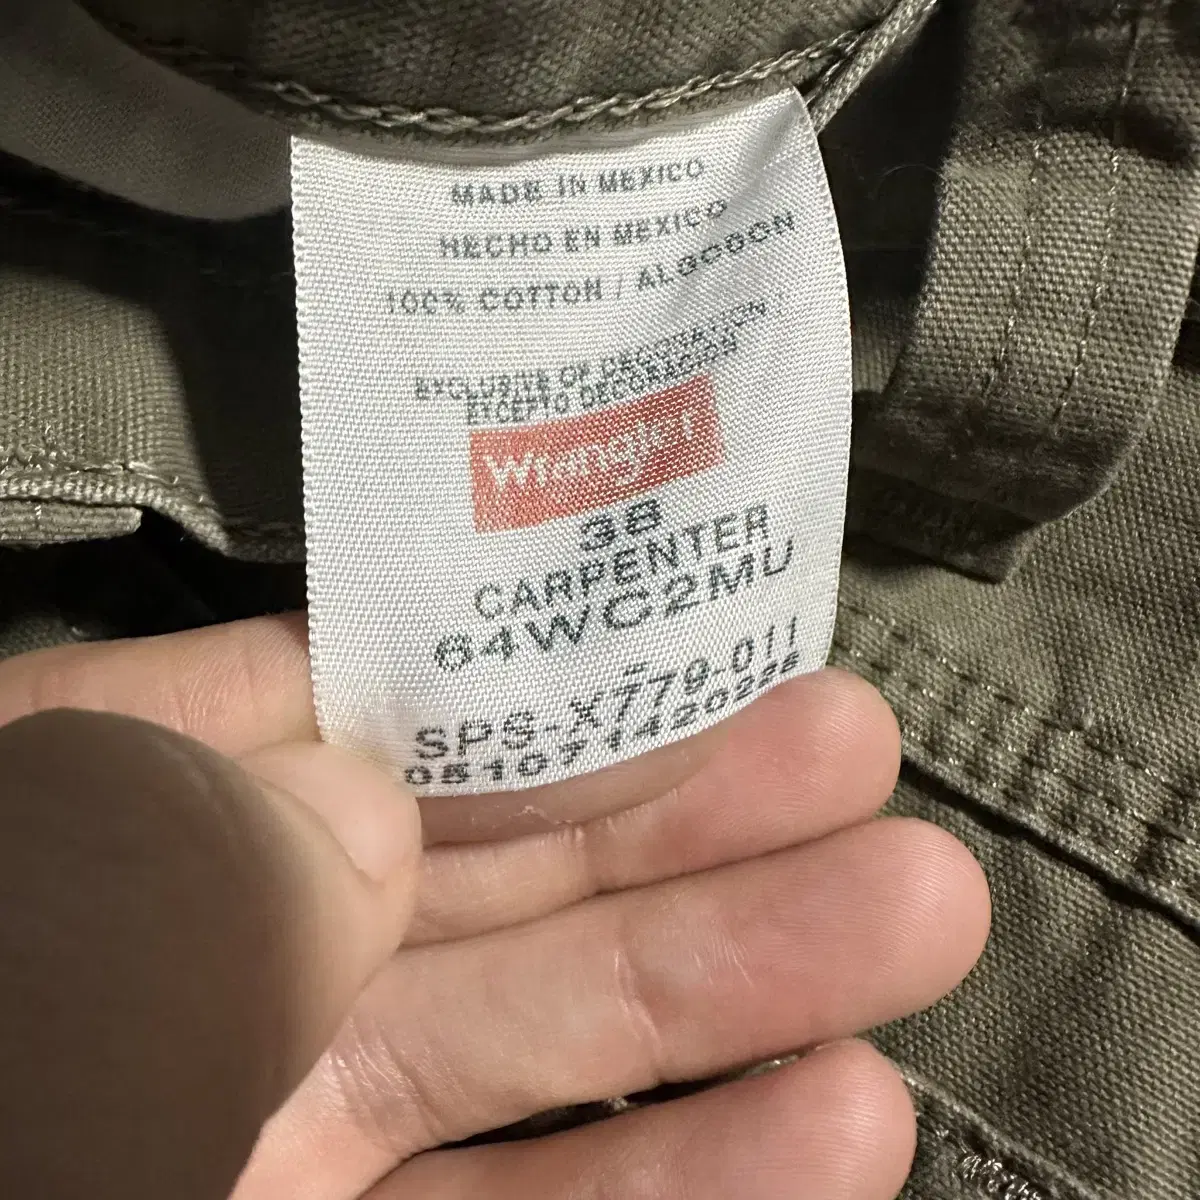 MADE IN MEXICO
HECHO EN MEXICO
100% COTTON / ALGODON
EXCLUSIVE OF DECORATION
EXCEPTO DECORACION
Wrangler
38
CARPENTER
64WC2MU
SPS-X779-011